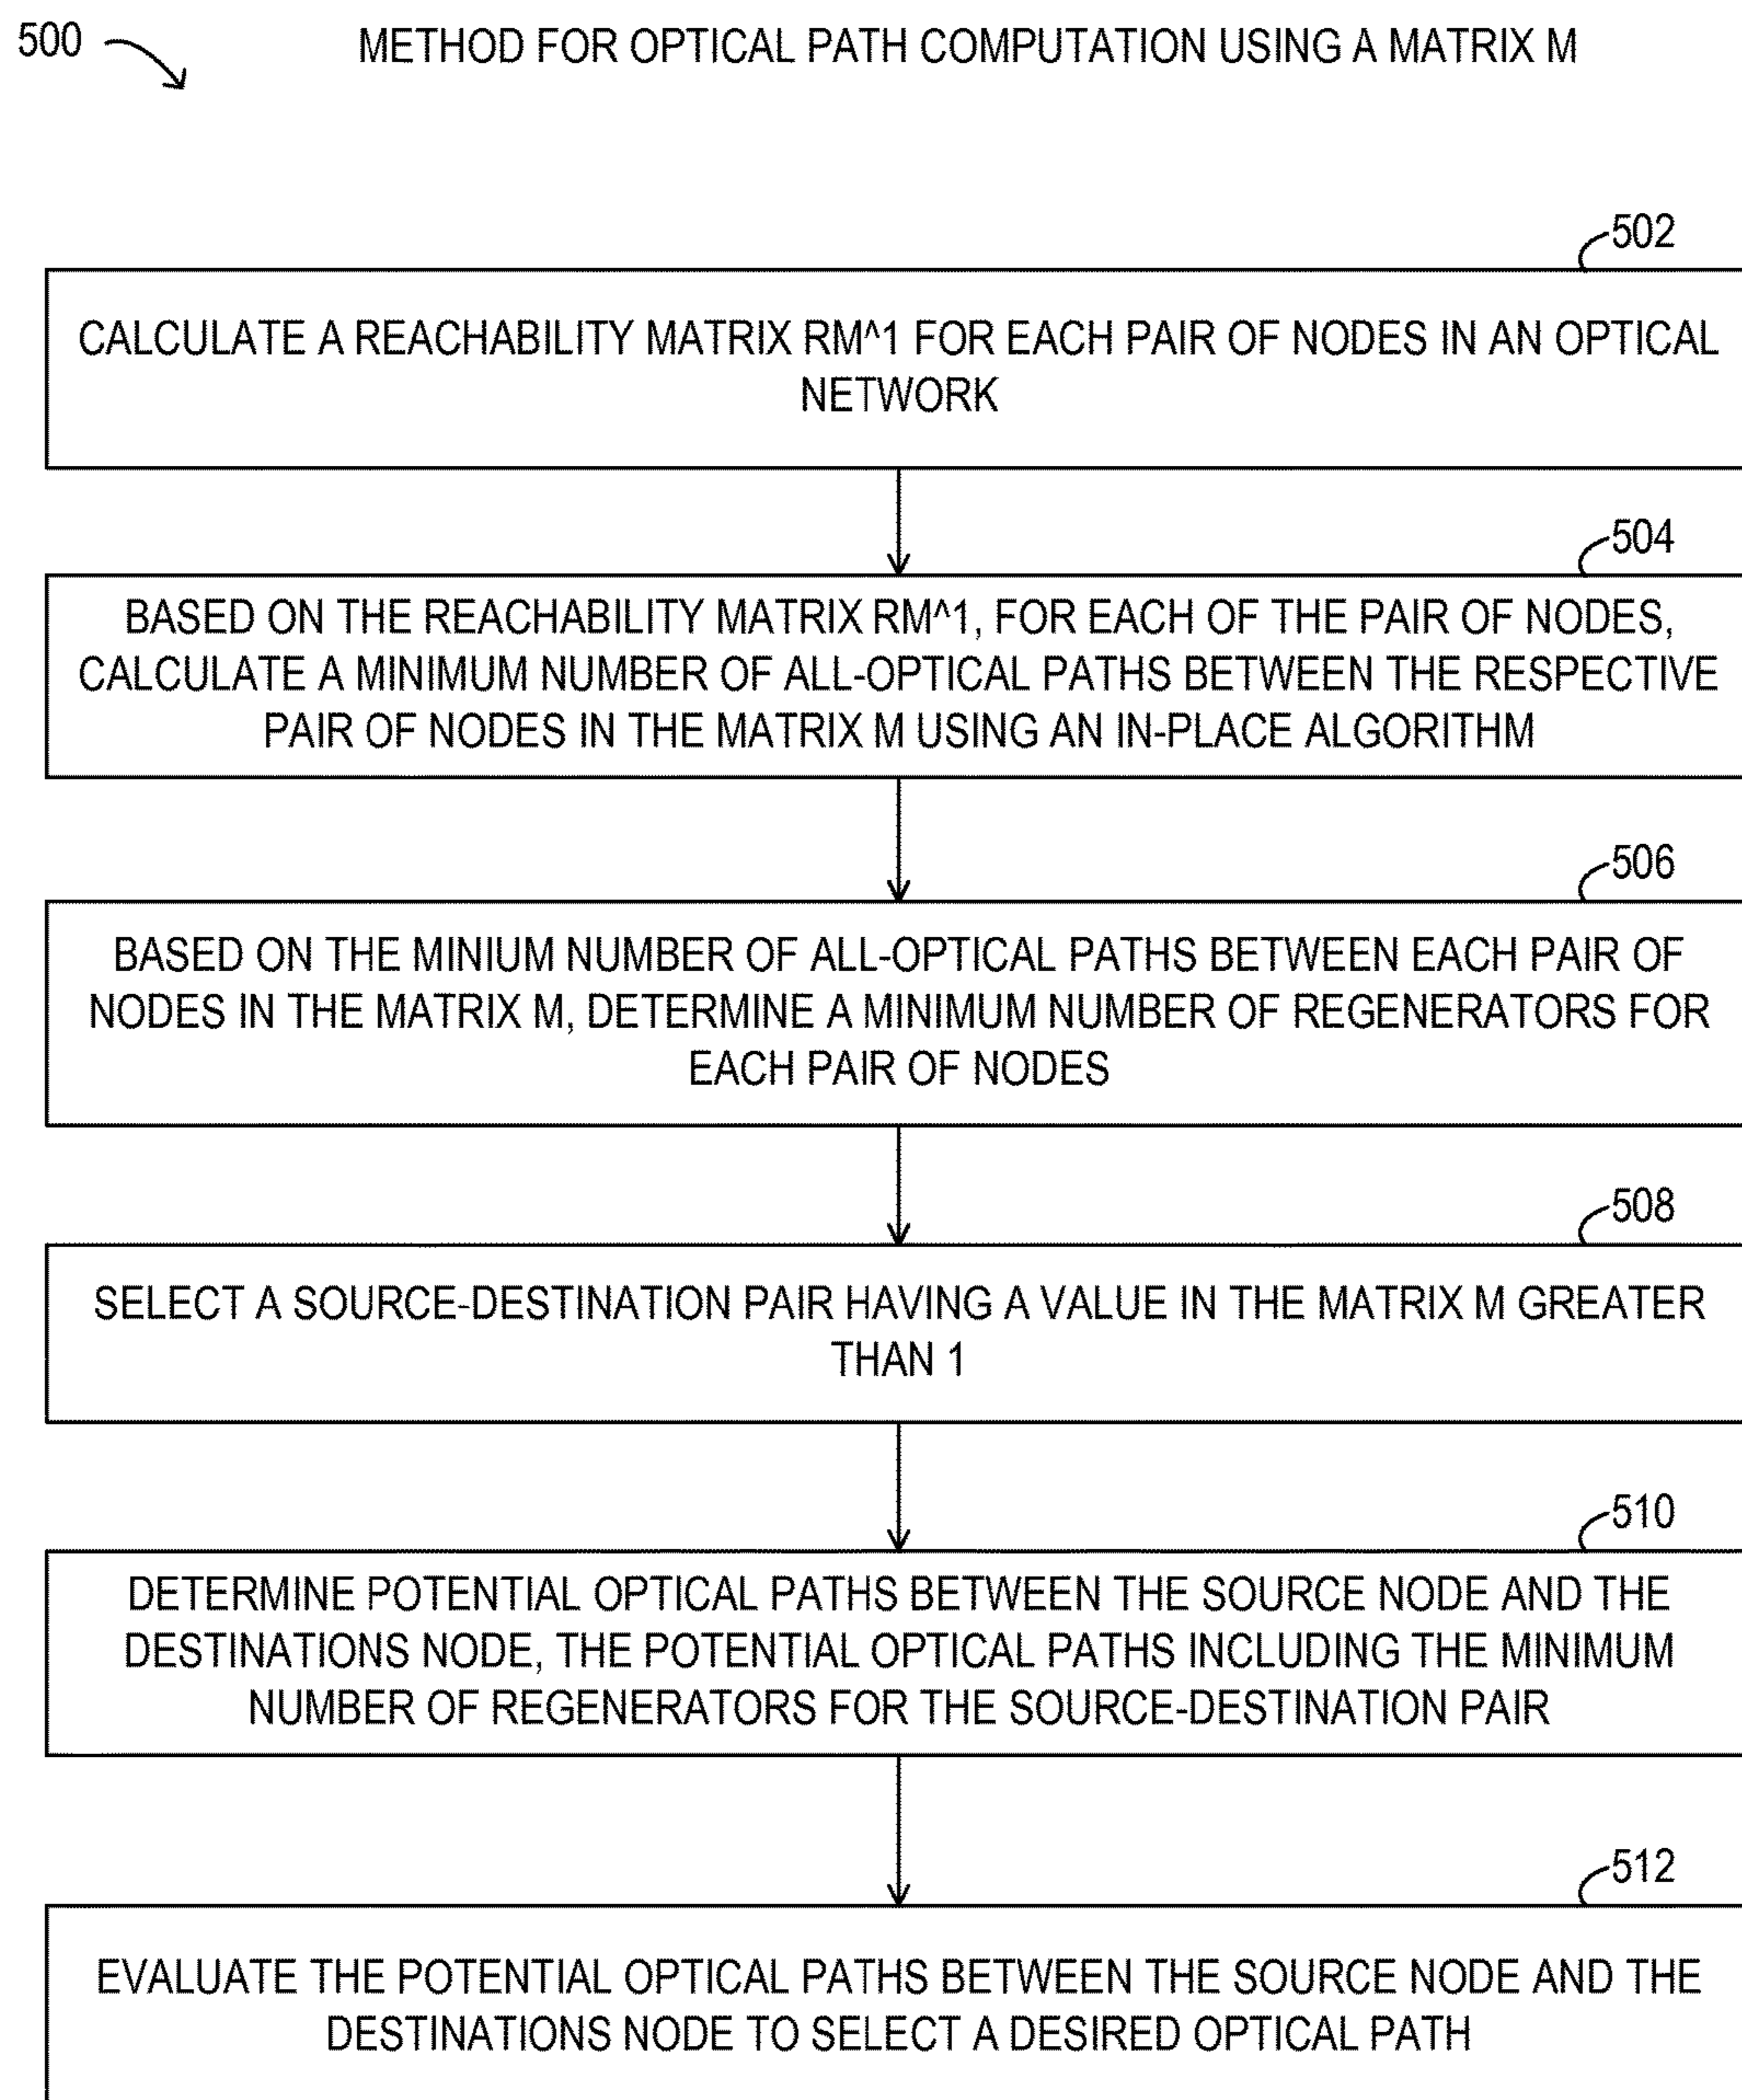 500
METHOD FOR OPTICAL PATH COMPUTATION USING A MATRIX M
502
CALCULATE A REACHABILITY MATRIX RM^1 FOR EACH PAIR OF NODES IN AN OPTICAL
NETWORK
504
BASED ON THE REACHABILITY MATRIX RM^1, FOR EACH OF THE PAIR OF NODES,
CALCULATE A MINIMUM NUMBER OF ALL-OPTICAL PATHS BETWEEN THE RESPECTIVE
PAIR OF NODES IN THE MATRIX M USING AN IN-PLACE ALGORITHM
506
BASED ON THE MINIUM NUMBER OF ALL-OPTICAL PATHS BETWEEN EACH PAIR OF
NODES IN THE MATRIX M, DETERMINE A MINIMUM NUMBER OF REGENERATORS FOR
EACH PAIR OF NODES
508
SELECT A SOURCE-DESTINATION PAIR HAVING A VALUE IN THE MATRIX M GREATER
THAN 1
510
DETERMINE POTENTIAL OPTICAL PATHS BETWEEN THE SOURCE NODE AND THE
DESTINATIONS NODE, THE POTENTIAL OPTICAL PATHS INCLUDING THE MINIMUM
NUMBER OF REGENERATORS FOR THE SOURCE-DESTINATION PAIR
512
EVALUATE THE POTENTIAL OPTICAL PATHS BETWEEN THE SOURCE NODE AND THE
DESTINATIONS NODE TO SELECT A DESIRED OPTICAL PATH